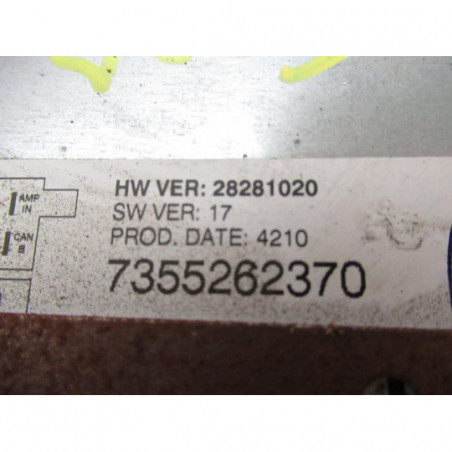 AMP
IN
CAN
B
HW VER: 28281020
SW VER: 17
PROD. DATE: 4210
7355262370